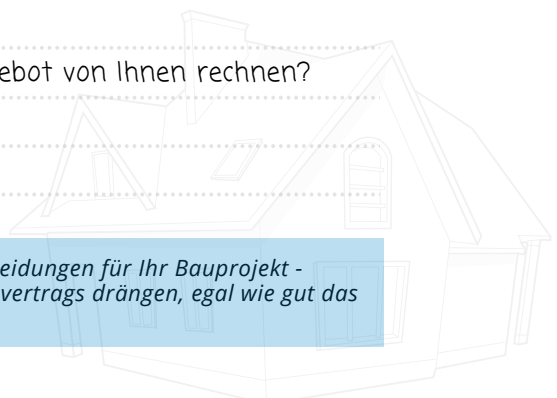 ebot von Ihnen rechnen?
eidungen für Ihr Bauprojekt -
vertrags drängen, egal wie gut das